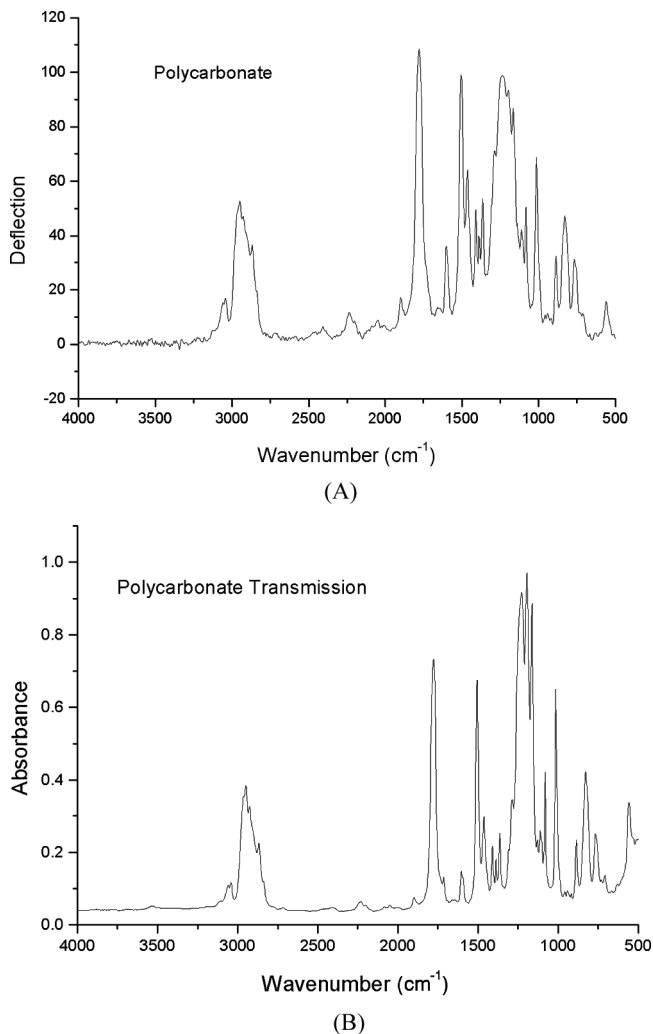 120
Polycarbonate
100
80
60
40
20
0
-20
Deflection
4000 3500 3000 2500 2000 1500 1000 500
Wavenumber (cm⁻¹)
(A)
1.0
Polycarbonate Transmission
0.8
0.6
0.4
0.2
0.0
Absorbance
4000 3500 3000 2500 2000 1500 1000 500
Wavenumber (cm⁻¹)
(B)